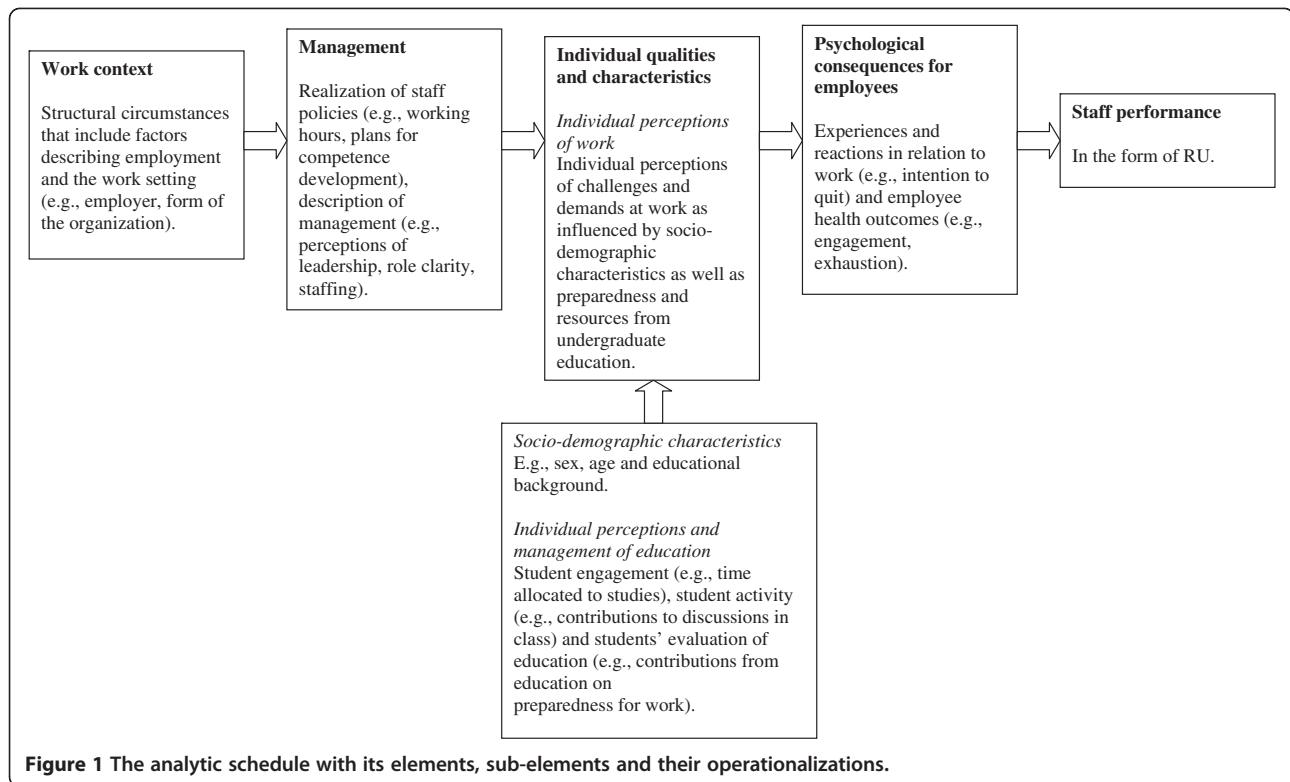 Work context
Structural circumstances
that include factors
describing employment
and the work setting
(e.g., employer, form of
the organization).
Management
Realization of staff
policies (e.g., working
hours, plans for
competence
development),
description of
management (e.g.,
perceptions of
leadership, role clarity,
staffing).
Individual qualities
and characteristics
Individual perceptions
of work
Individual perceptions
of challenges and
demands at work as
influenced by socio-
demographic
characteristics as well as
preparedness and
resources from
undergraduate
education.
Psychological
consequences for
employees
Experiences and
reactions in relation to
work (e.g., intention to
quit) and employee
health outcomes (e.g.,
engagement,
exhaustion).
Staff performance
In the form of RU.
Socio-demographic characteristics
E.g., sex, age and educational
background.
Individual perceptions and
management of education
Student engagement (e.g., time
allocated to studies), student activity
(e.g., contributions to discussions in
class) and students’ evaluation of
education (e.g., contributions from
education on
preparedness for work).
Figure 1 The analytic schedule with its elements, sub-elements and their operationalizations.